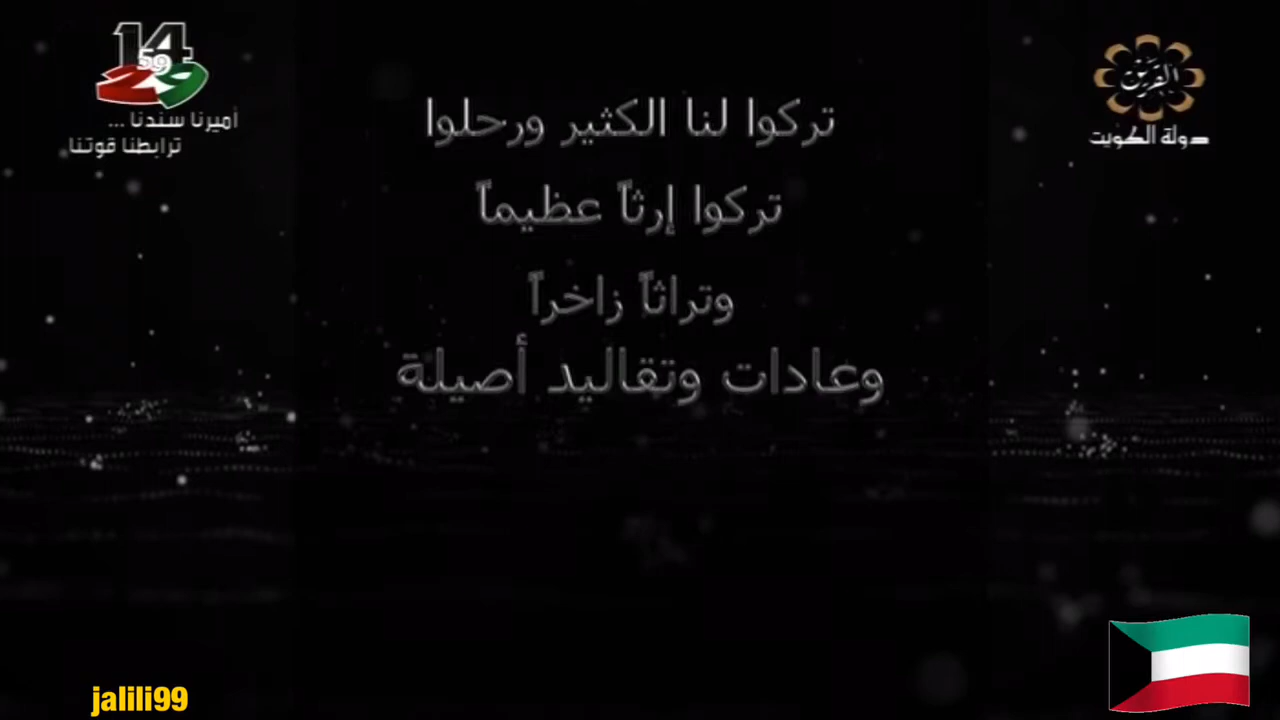 14
59
29
أميرنا سندنا ...
ترابطنا قوتنا
القرين
دولة الكويت
تركوا لنا الكثير ورحلوا
تركوا إرثاً عظيماً
وتراثاً زاخراً
وعادات وتقاليد أصيلة
jalili99